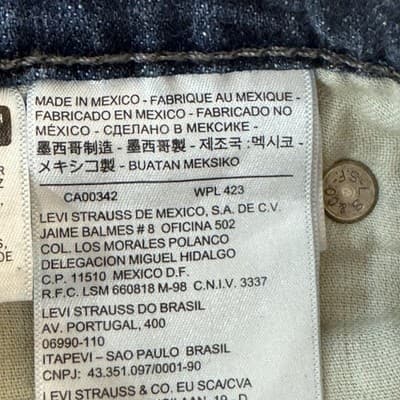 MADE IN MEXICO - FABRIQUE AU MEXIQUE -
FABRICADO EN MEXICO - FABRICADO NO
MÉXICO - СДЕЛАНО В МЕКСИКЕ -
墨西哥制造 - 墨西哥製 - 제조국 :멕시코 -
メキシコ製 - BUATAN MEKSIKO
CA00342 WPL 423
LEVI STRAUSS DE MEXICO, S.A. DE C.V.
JAIME BALMES # 8 OFICINA 502
COL. LOS MORALES POLANCO
DELEGACION MIGUEL HIDALGO
C.P. 11510 MEXICO D.F.
R.F.C. LSM 660818 M-98 C.N.I.V. 3337
LEVI STRAUSS DO BRASIL
AV. PORTUGAL, 400
06990-110
ITAPEVI – SAO PAULO BRASIL
CNPJ: 43.351.097/0001-90
LEVI STRAUSS & CO. EU SCA/CVA